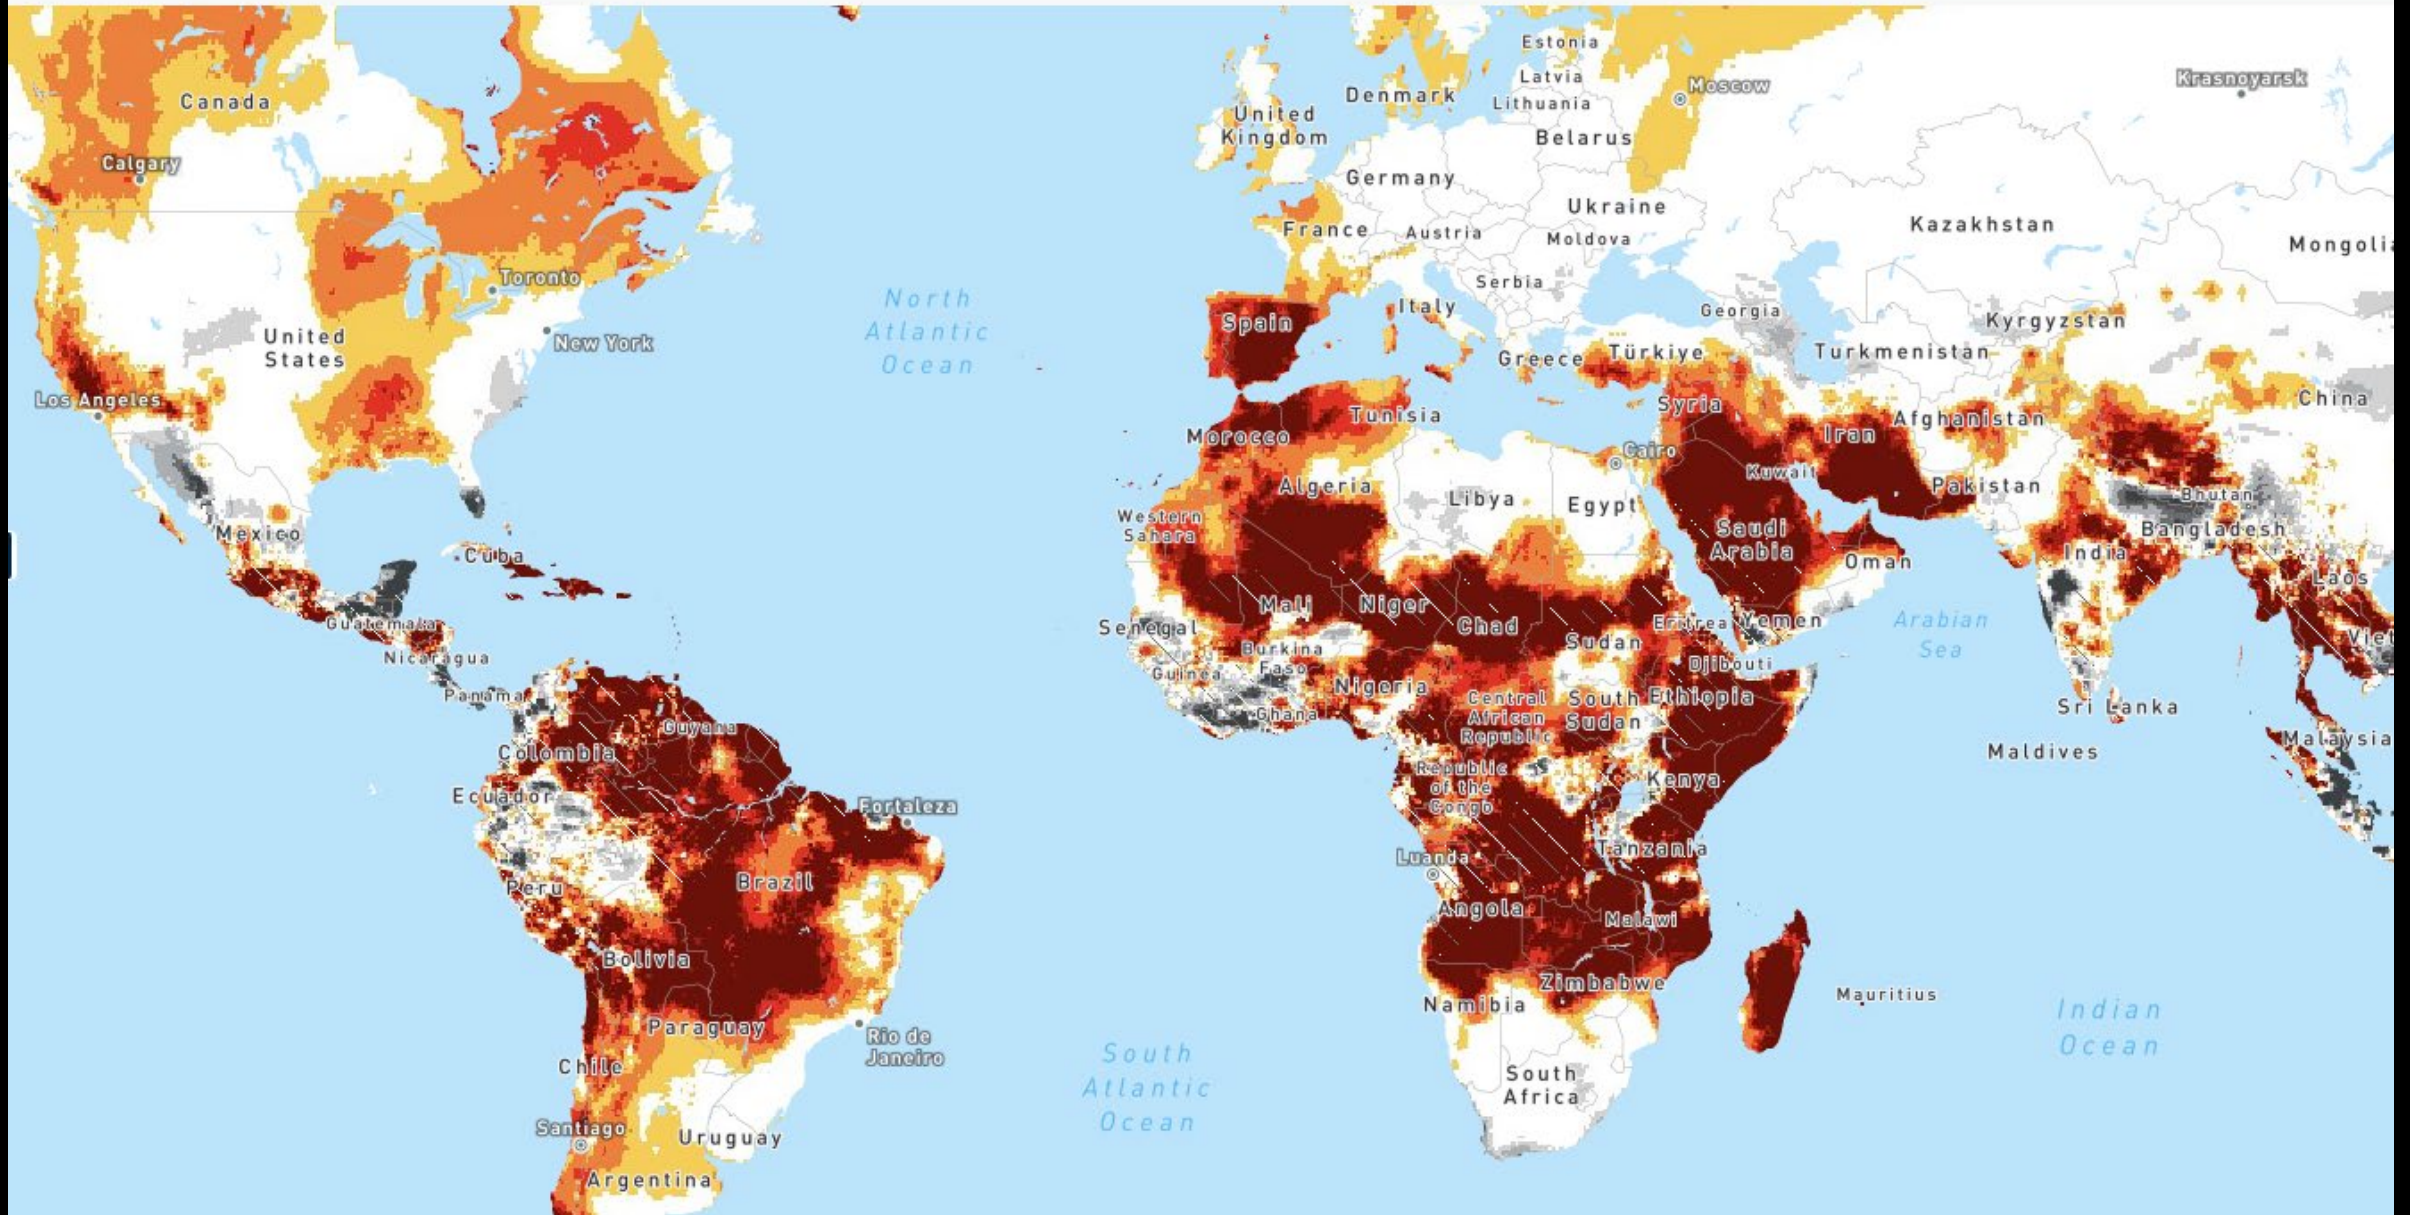 Canada
Calgary
Toronto
New York
United
States
Los Angeles
Mexico
Cuba
Guatemala
Nicaragua
Panama
Guyana
Colombia
Ecuador
Fortaleza
Peru
Brazil
Bolivia
Paraguay
Rio de
Janeiro
Chile
Santiago
Uruguay
Argentina
North
Atlantic
Ocean
South
Atlantic
Ocean
Estonia
Latvia
Lithuania
Denmark
Moscow
Krasnoyarsk
United
Kingdom
Belarus
Germany
Ukraine
France
Austria
Moldova
Kazakhstan
Mongolia
Serbia
Italy
Georgia
Spain
Kyrgyzstan
Greece
Türkiye
Turkmenistan
Syria
China
Tunisia
Morocco
Afghanistan
Iran
Cairo
Kuwait
Algeria
Libya
Egypt
Pakistan
Bhutan
Western
Sahara
Saudi
Arabia
Bangladesh
India
Oman
Laos
Mali
Niger
Chad
Senegal
Eritrea
Yemen
Arabian
Sea
Sudan
Viet
Burkina
Faso
Guinea
Djibouti
Nigeria
Central
African
Republic
South
Sudan
Ethiopia
Ghana
Sri Lanka
Malaysia
Maldives
Republic
of the
Congo
Kenya
Luanda
Tanzania
Angola
Malawi
Zimbabwe
Namibia
Mauritius
Indian
Ocean
South
Africa